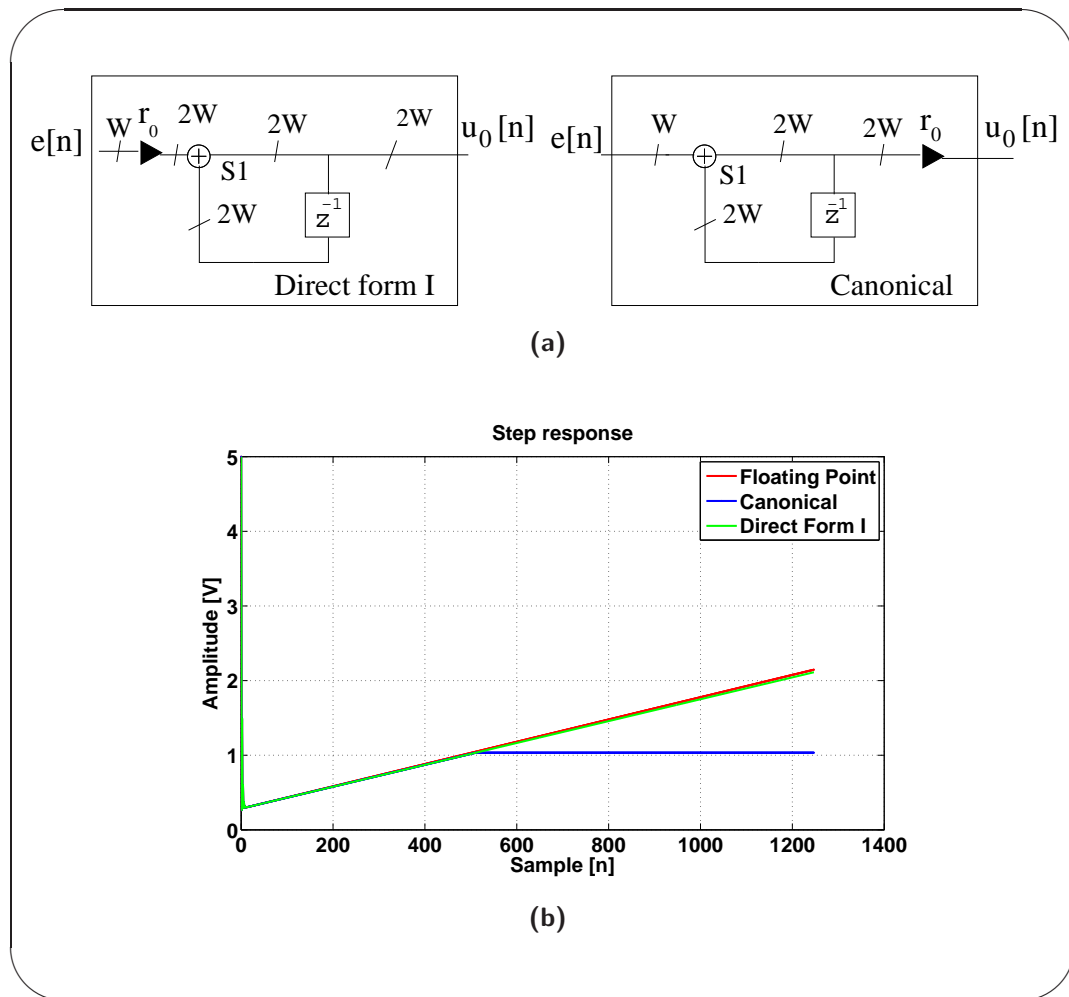 e[n] W r₀ 2W 2W 2W u₀[n]
S1
2W z⁻¹
Direct form I
e[n] W 2W 2W r₀ u₀[n]
S1
2W z⁻¹
Canonical
(a)
Step response
Amplitude [V]
5
4
3
2
1
0
Floating Point
Canonical
Direct Form I
0 200 400 600 800 1000 1200 1400
Sample [n]
(b)